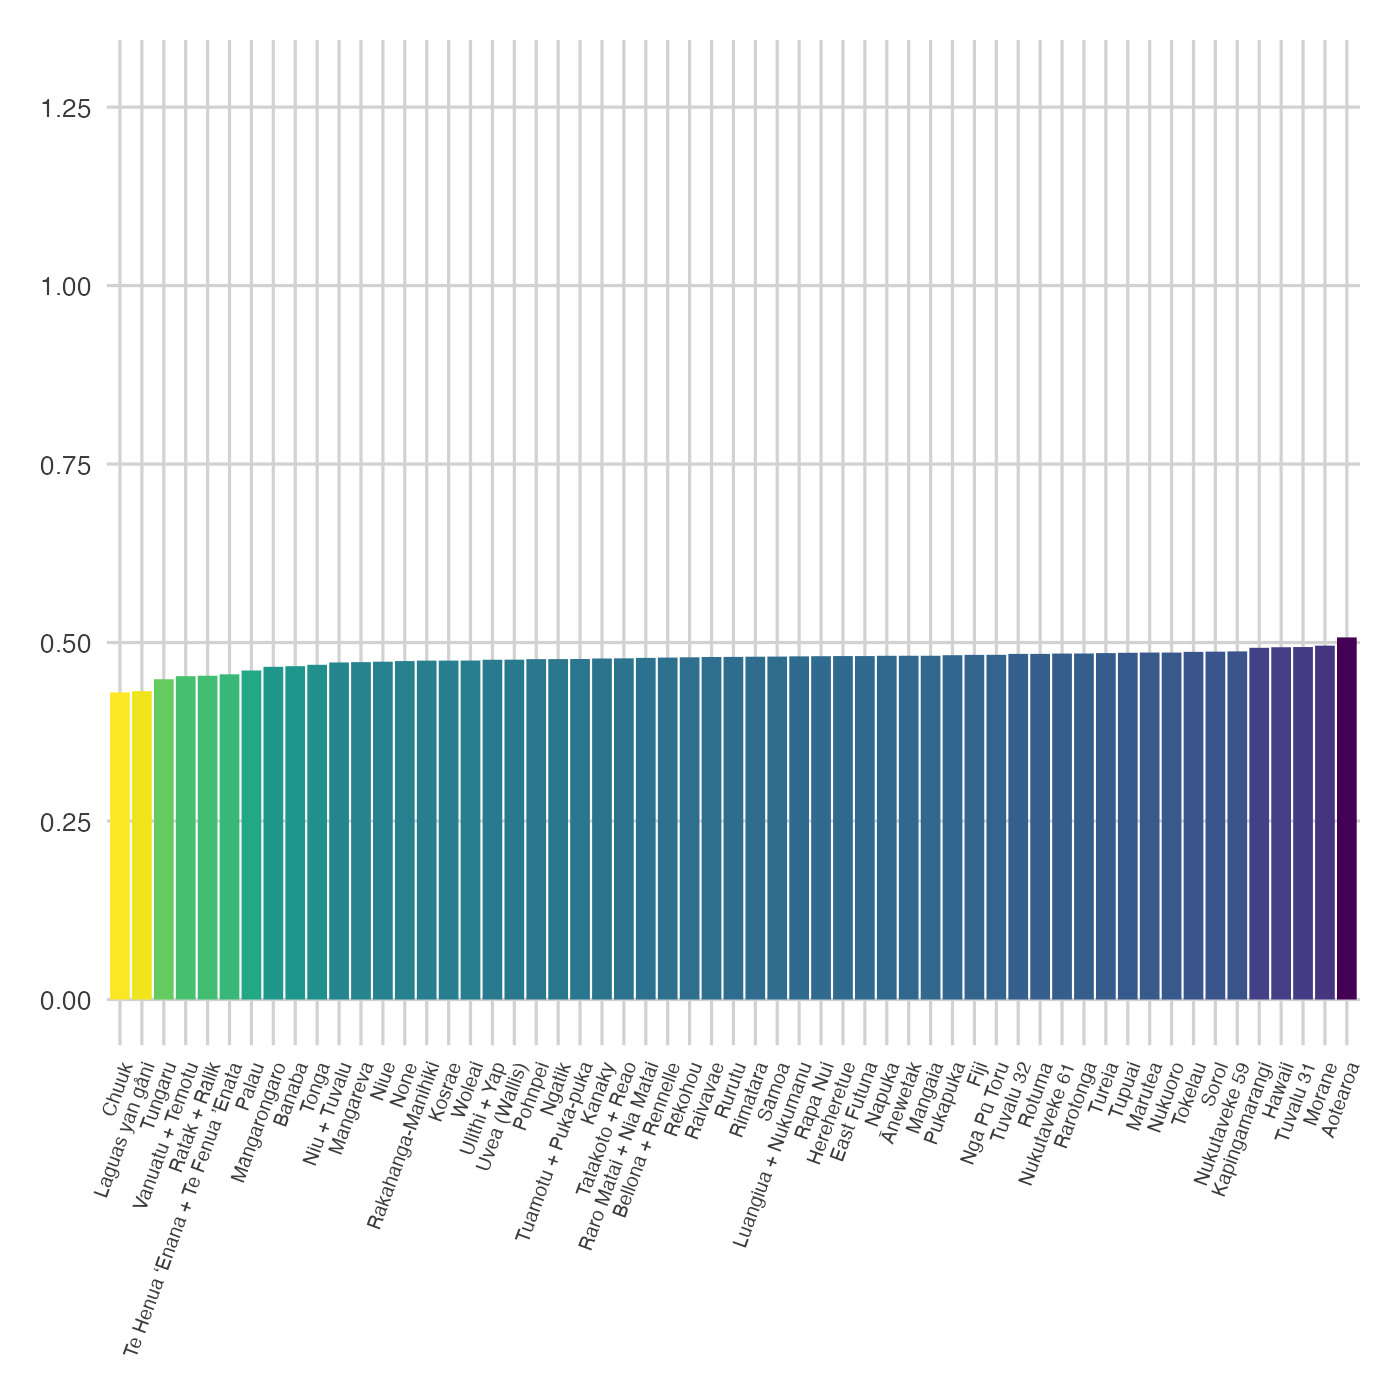 1.25
1.00
0.75
0.50
0.25
0.00
Chuuk
Laguas yan gåni
Tungaru
Vanuatu + Temotu
Ratak + Ralik
Te Henua ‘Enana + Te Fenua ’Enata
Palau
Mangarongaro
Banaba
Tonga
Niu + Tuvalu
Mangareva
Niue
None
Rakahanga-Manihiki
Kosrae
Woleai
Ulithi + Yap
Uvea (Wallis)
Pohnpei
Ngatik
Tuamotu + Puka-puka
Kanaky
Tatakoto + Reao
Raro Matai + Nia Matai
Bellona + Rennelle
Rekohou
Raivavae
Rurutu
Rimatara
Samoa
Luangiua + Nukumanu
Rapa Nui
Hereheretue
East Futuna
Napuka
Ānewetak
Mangaia
Pukapuka
Fiji
Nga Pu Toru
Tuvalu 32
Rotuma
Nukutaveke 61
Rarotonga
Tureia
Tupuai
Marutea
Nukuoro
Tokelau
Sorol
Nukutaveke 59
Kapingamarangi
Hawaii
Tuvalu 31
Morane
Aotearoa